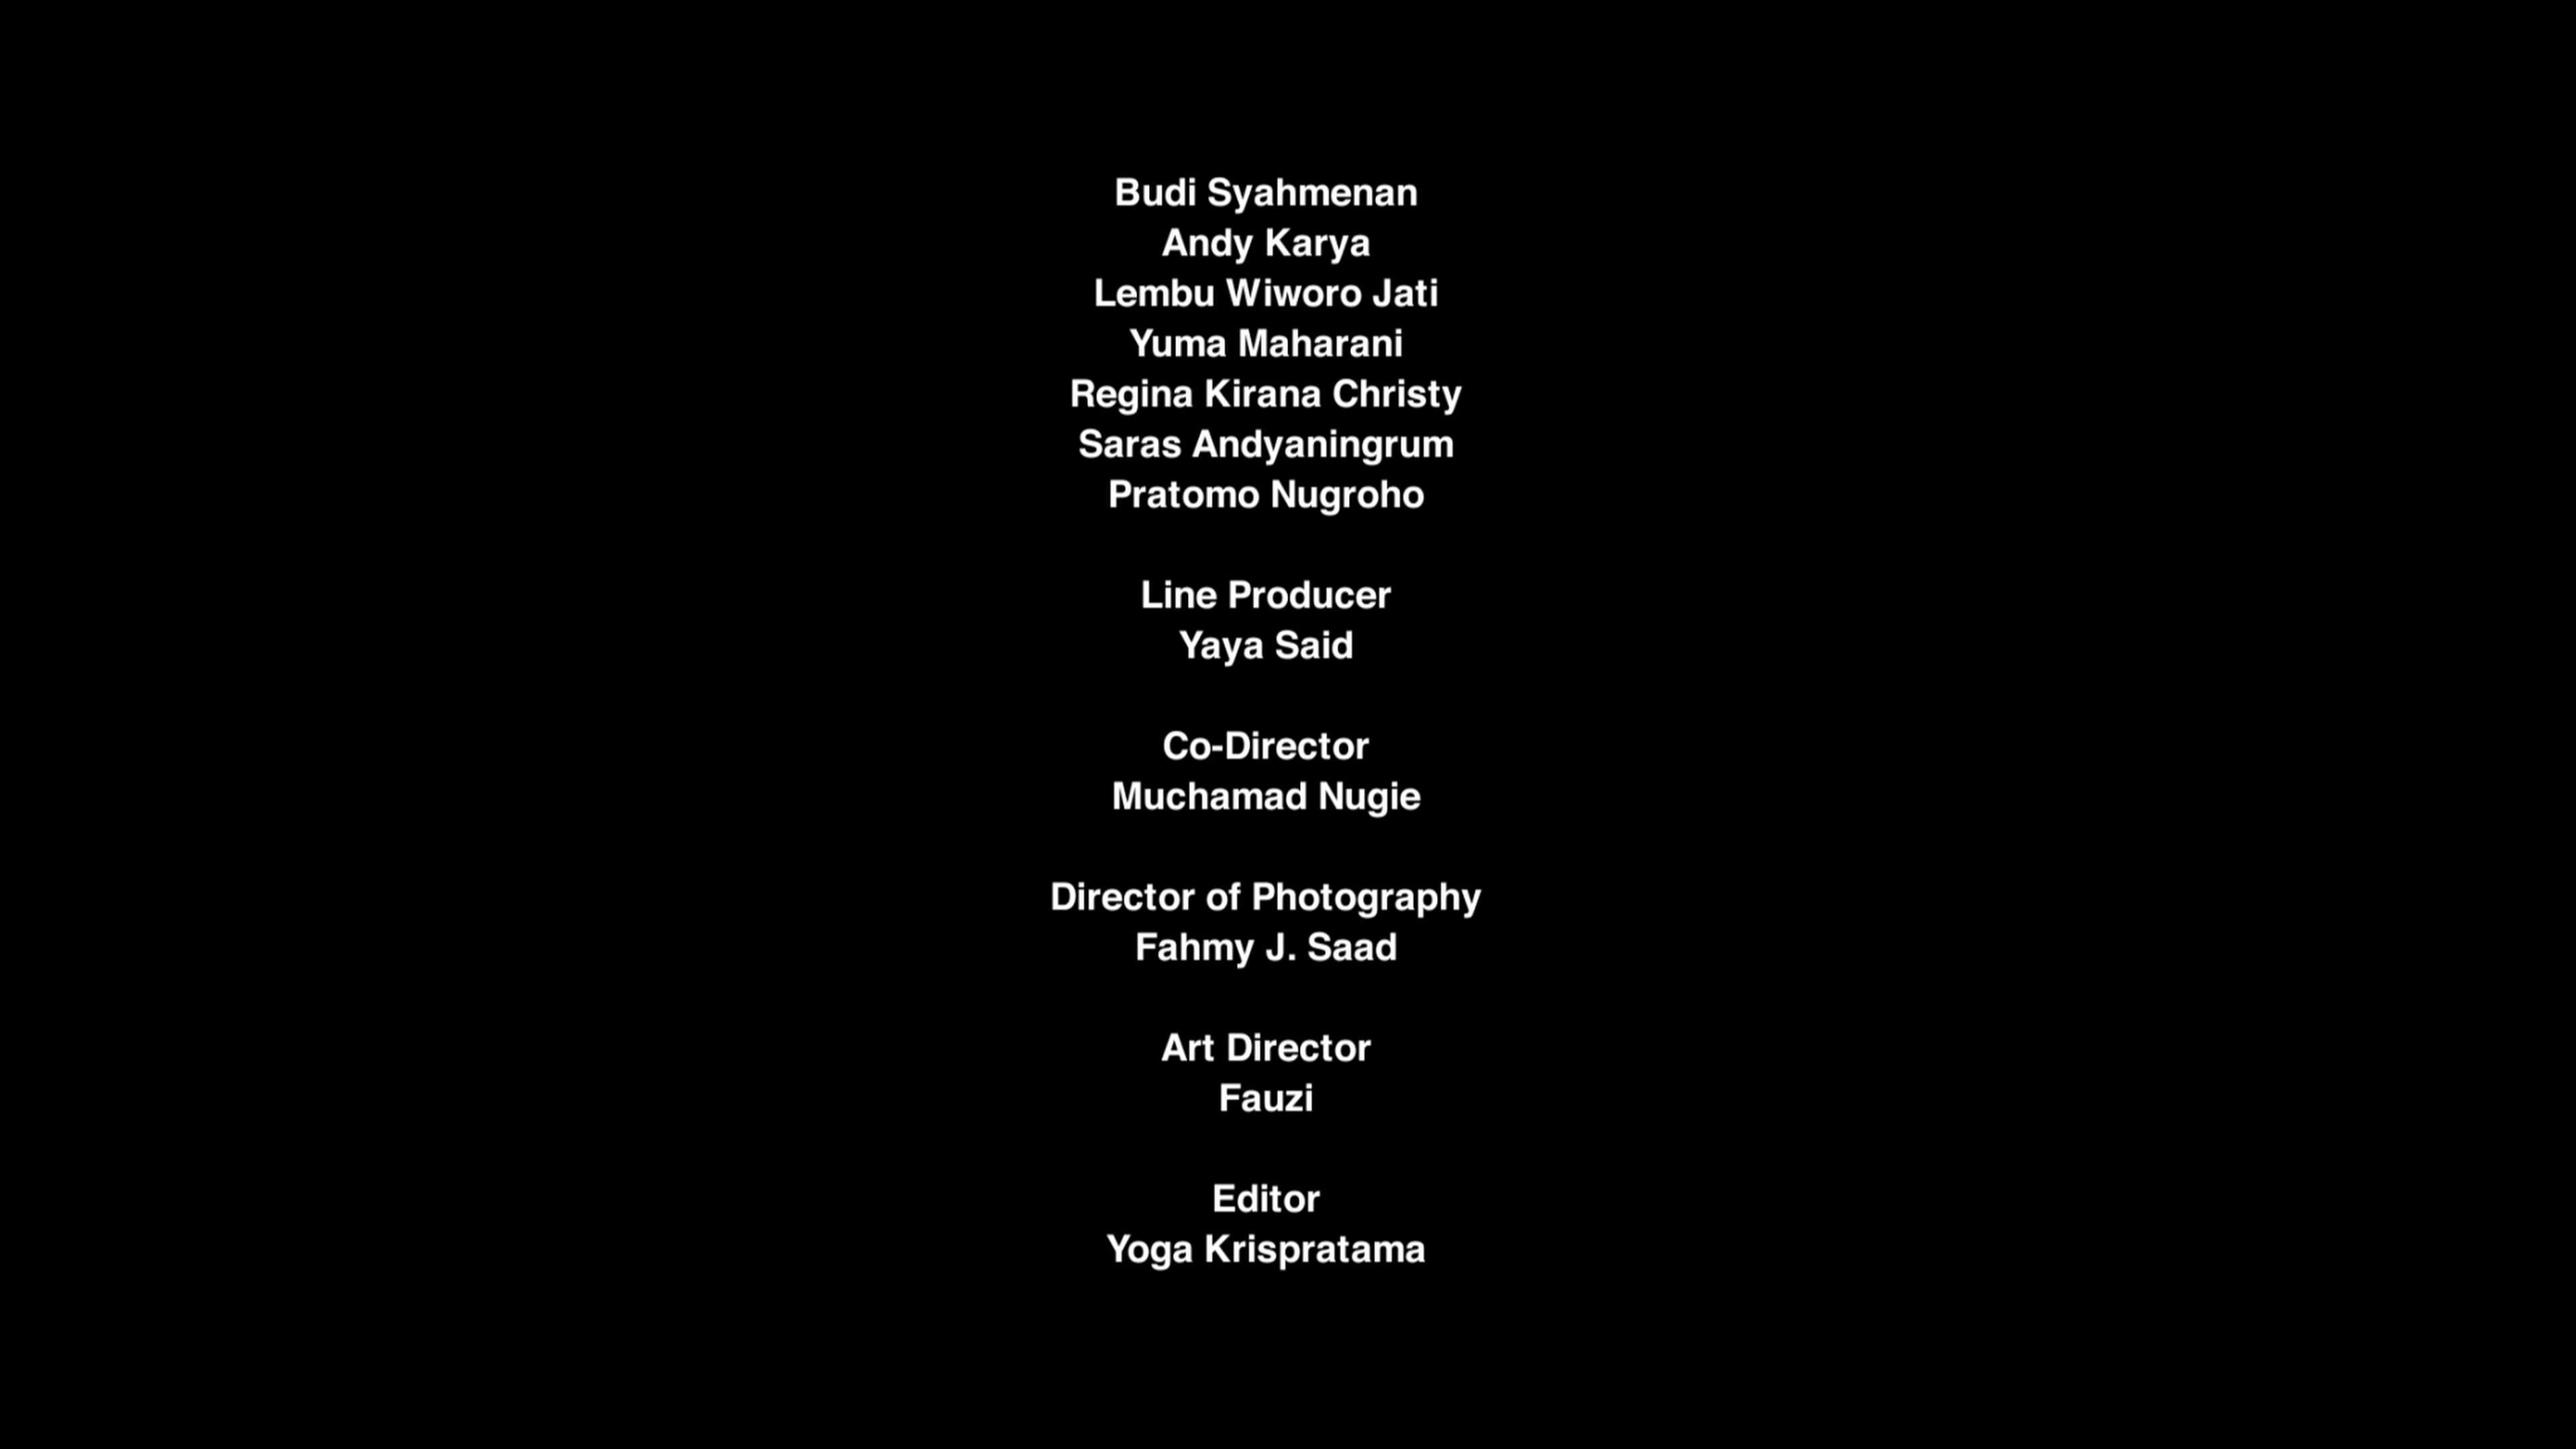 Budi Syahmenan
Andy Karya
Lembu Wiworo Jati
Yuma Maharani
Regina Kirana Christy
Saras Andyaningrum
Pratomo Nugroho
Line Producer
Yaya Said
Co-Director
Muchamad Nugie
Director of Photography
Fahmy J. Saad
Art Director
Fauzi
Editor
Yoga Krispratama